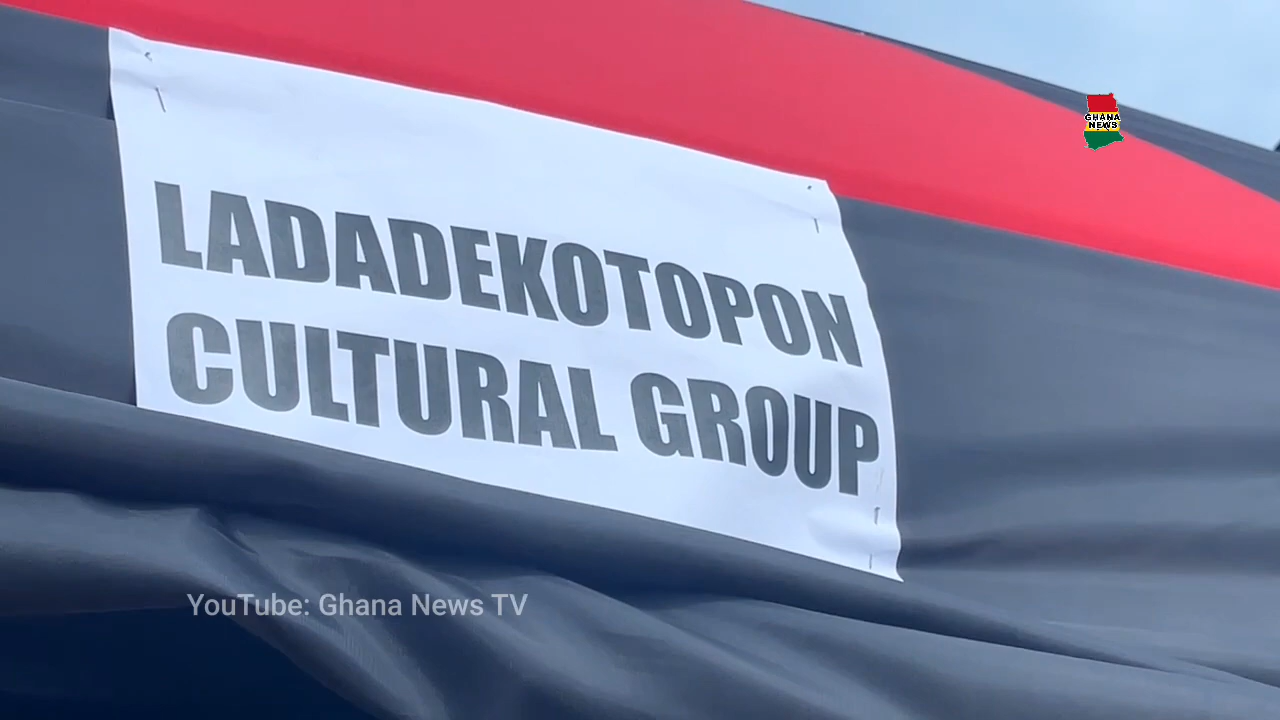 GHANA
NEWS
LADADEKOTOPON
CULTURAL GROUP
YouTube: Ghana News TV